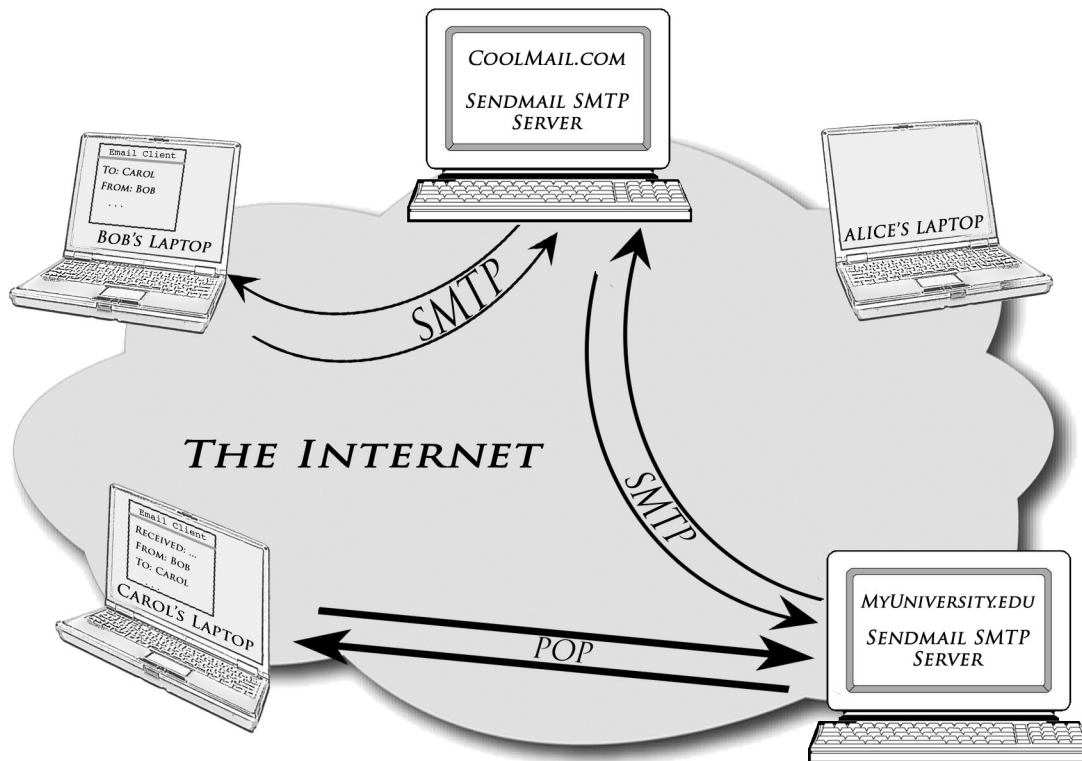 CoolMail.com
Sendmail SMTP
Server
Email Client
To: Carol
From: Bob
...
Bob's Laptop
Alice's Laptop
SMTP
The Internet
SMTP
Email Client
Received: ...
From: Bob
To: Carol
...
Carol's Laptop
POP
MyUniversity.edu
Sendmail SMTP
Server